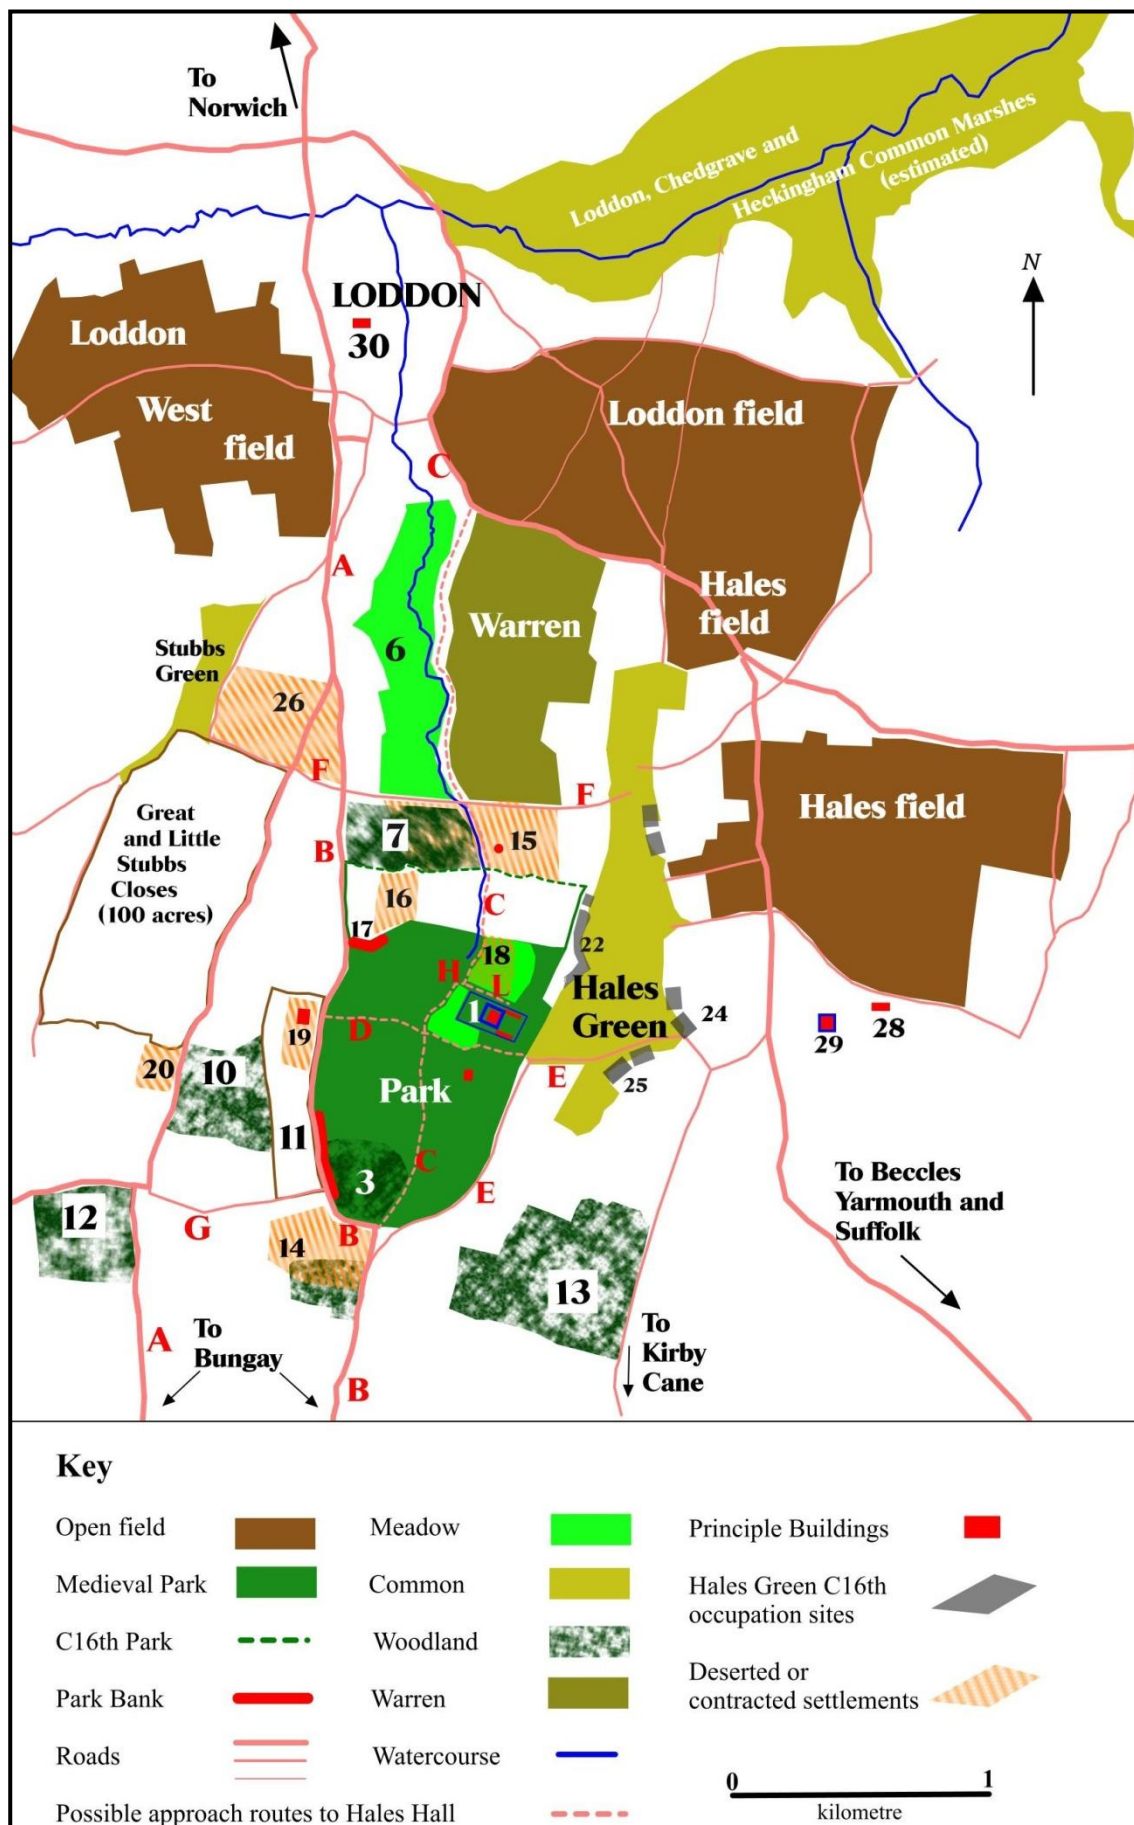 To
Norwich
Loddon, Chedgrave and
Heckingham Common Marshes
(estimated)
N
LODDON
30
Loddon
West
field
Loddon field
C
A
Hales
field
Warren
6
Stubbs
Green
26
F
F
Great
and Little
Stubbs
Closes
(100 acres)
B
7
15
Hales field
16
C
17
22
18
H
L
Hales
Green
1
24
19
D
29
28
20
10
E
25
Park
11
3
C
E
To Beccles
Yarmouth and
Suffolk
12
G
B
14
13
A
To
Bungay
B
To
Kirby
Cane
Key
Open field
Meadow
Principle Buildings
Medieval Park
Common
Hales Green C16th
occupation sites
C16th Park
Woodland
Deserted or
contracted settlements
Park Bank
Warren
Roads
Watercourse
0 1
kilometre
Possible approach routes to Hales Hall